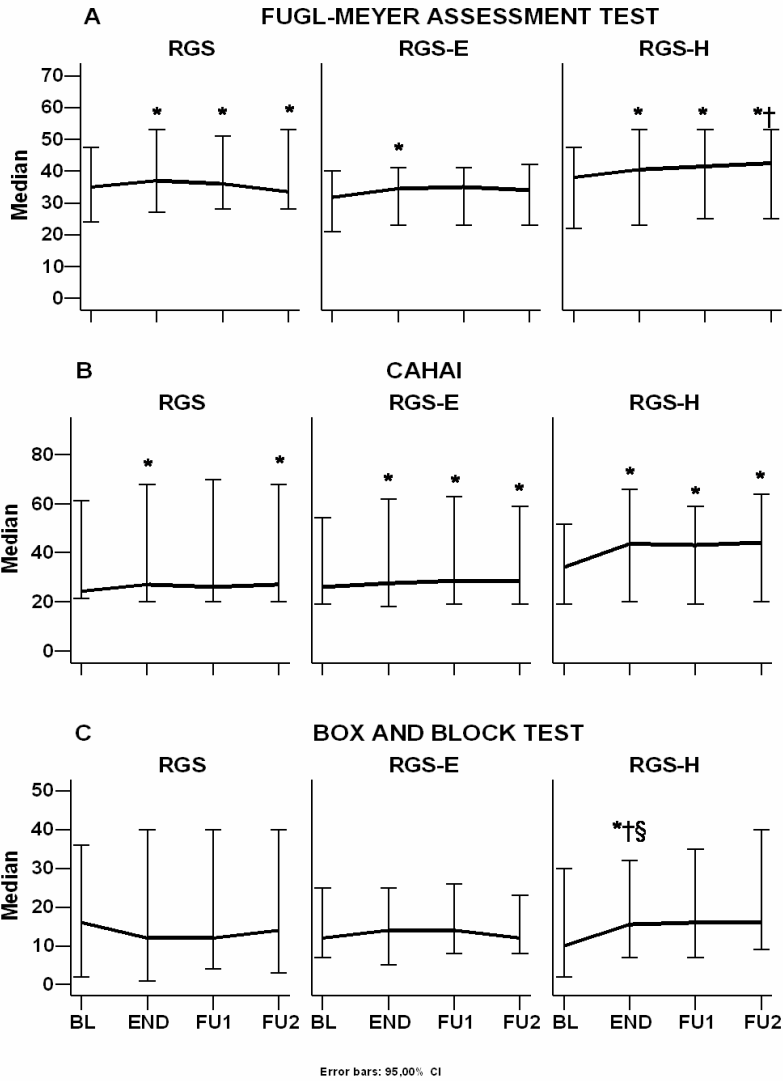 A FUGL-MEYER ASSESSMENT TEST
RGS RGS-E RGS-H
Median
70
60
50
40
30
20
10
0
* * *
*
* * *†
B CAHAI
RGS RGS-E RGS-H
Median
80
60
40
20
0
* *
* * *
* * *
C BOX AND BLOCK TEST
RGS RGS-E RGS-H
Median
50
40
30
20
10
0
*†§
BL END FU1 FU2 BL END FU1 FU2 BL END FU1 FU2
Error bars: 95,00% CI